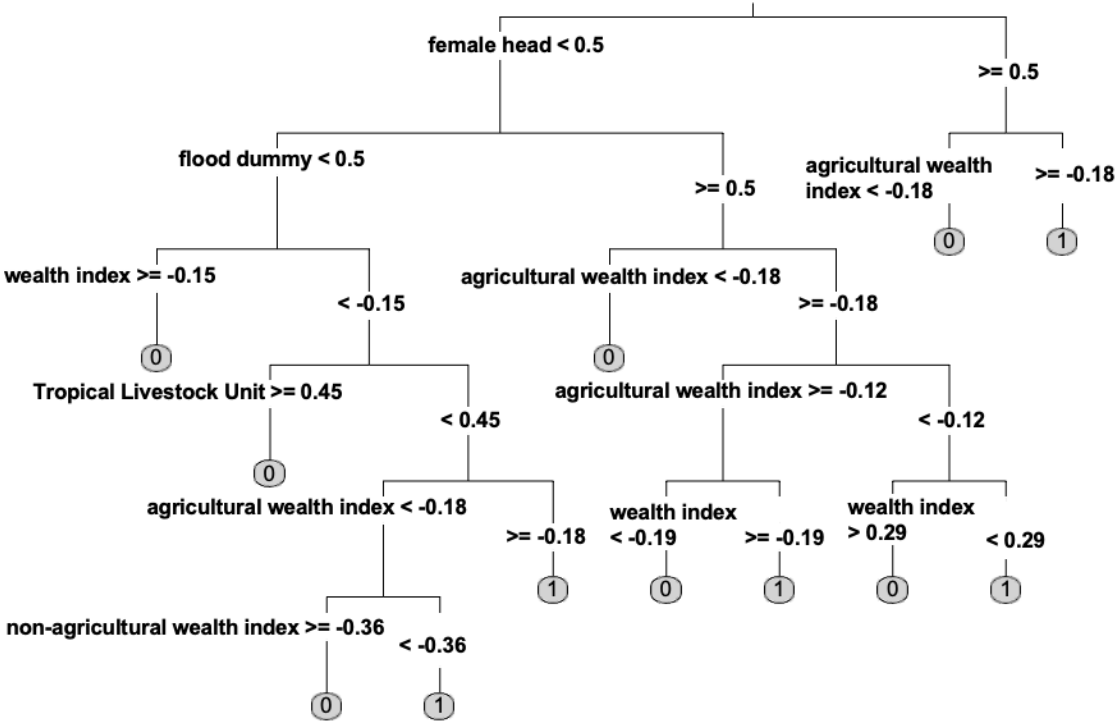 female head < 0.5
>= 0.5
flood dummy < 0.5
>= 0.5
agricultural wealth
index < -0.18
>= -0.18
0
1
wealth index >= -0.15
< -0.15
agricultural wealth index < -0.18
>= -0.18
0
0
Tropical Livestock Unit >= 0.45
< 0.45
agricultural wealth index >= -0.12
< -0.12
0
agricultural wealth index < -0.18
>= -0.18
wealth index
< -0.19
>= -0.19
wealth index
> 0.29
< 0.29
1
0
1
0
1
non-agricultural wealth index >= -0.36
< -0.36
0
1